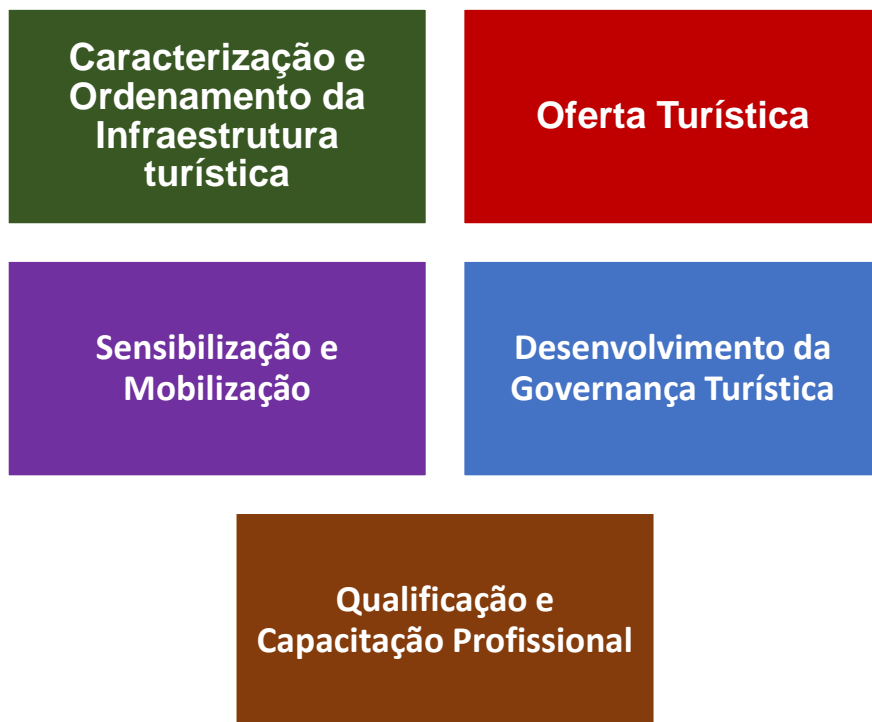 Caracterização e
Ordenamento da
Infraestrutura
turística
Oferta Turística
Sensibilização e
Mobilização
Desenvolvimento da
Governança Turística
Qualificação e
Capacitação Profissional